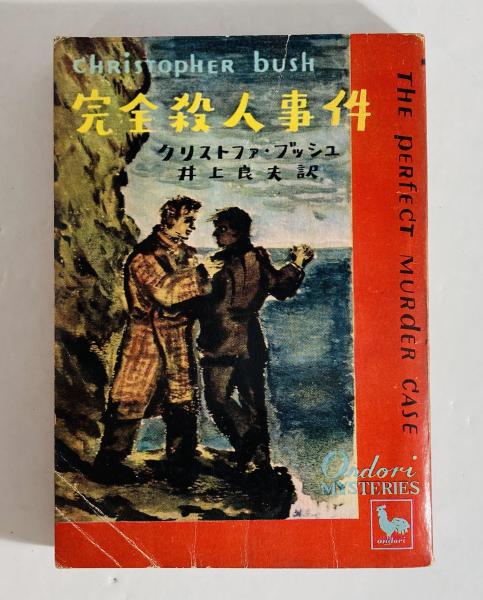 christopher bush
完全殺人事件
クリストファ・ブッシュ
井上良夫訳
THE PERFECT MURDER CASE
Ondori
MYSTERIES
ondori